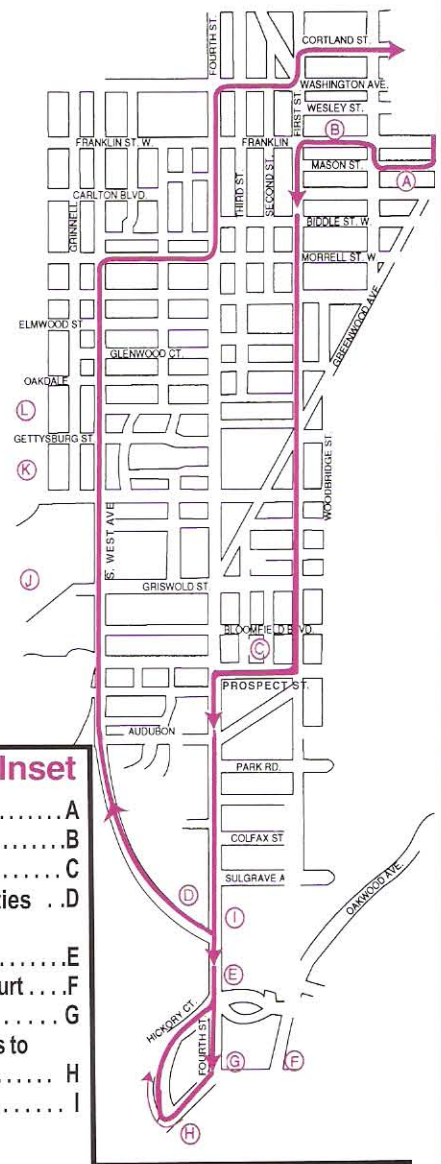 FOURTH ST.
CORTLAND ST.
WASHINGTON AVE.
FIRST ST.
WESLEY ST.
B
FRANKLIN ST. W.
FRANKLIN
MASON ST.
A
CARLTON BLVD.
THIRD ST.
SECOND ST.
GRINNELL
BIDDLE ST. W.
MORRELL ST. W.
GREENWOOD AVE.
ELMWOOD ST
GLENWOOD CT.
OAKDALE
L
GETTYSBURG ST.
K
WOODBRIDGE ST.
S. WEST AVE
J
GRISWOLD ST
BLOOMFIELD BLVD.
C
PROSPECT ST.
AUDUBON
PARK RD.
COLFAX ST
SULGRAVE A
OAKWOOD AVE.
D
I
E
HICKORY CT.
FOURTH ST
G
F
H
Inset
........A
........B
........C
ties ..D
........E
urt ....F
........G
s to
........ H
........ I